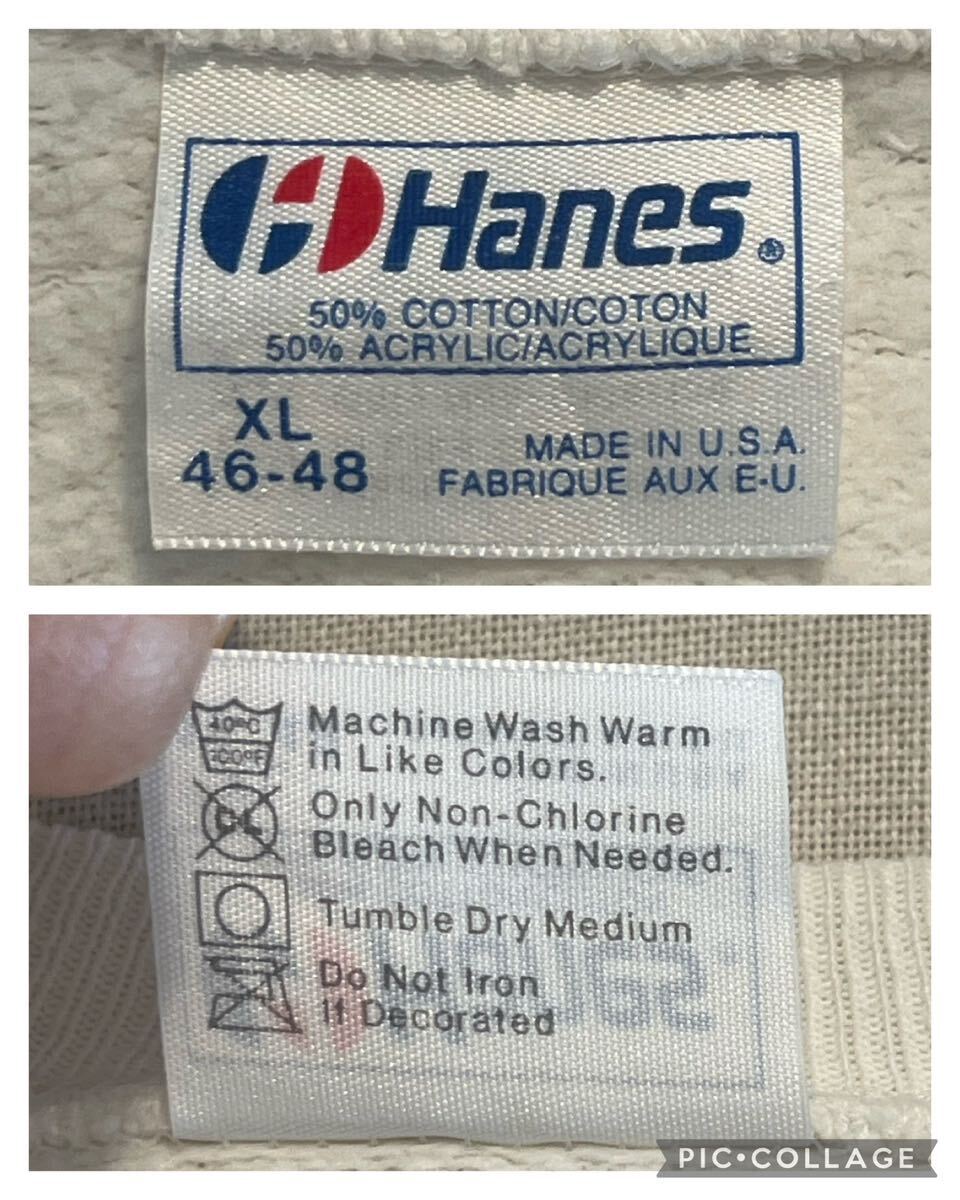 Hanes®
50% COTTON/COTON
50% ACRYLIC/ACRYLIQUE
XL
46-48
MADE IN U.S.A.
FABRIQUE AUX E-U.
40°C
Machine Wash Warm
in Like Colors.
CL
Only Non-Chlorine
Bleach When Needed.
Tumble Dry Medium
Do Not Iron
If Decorated
PIC•COLLAGE